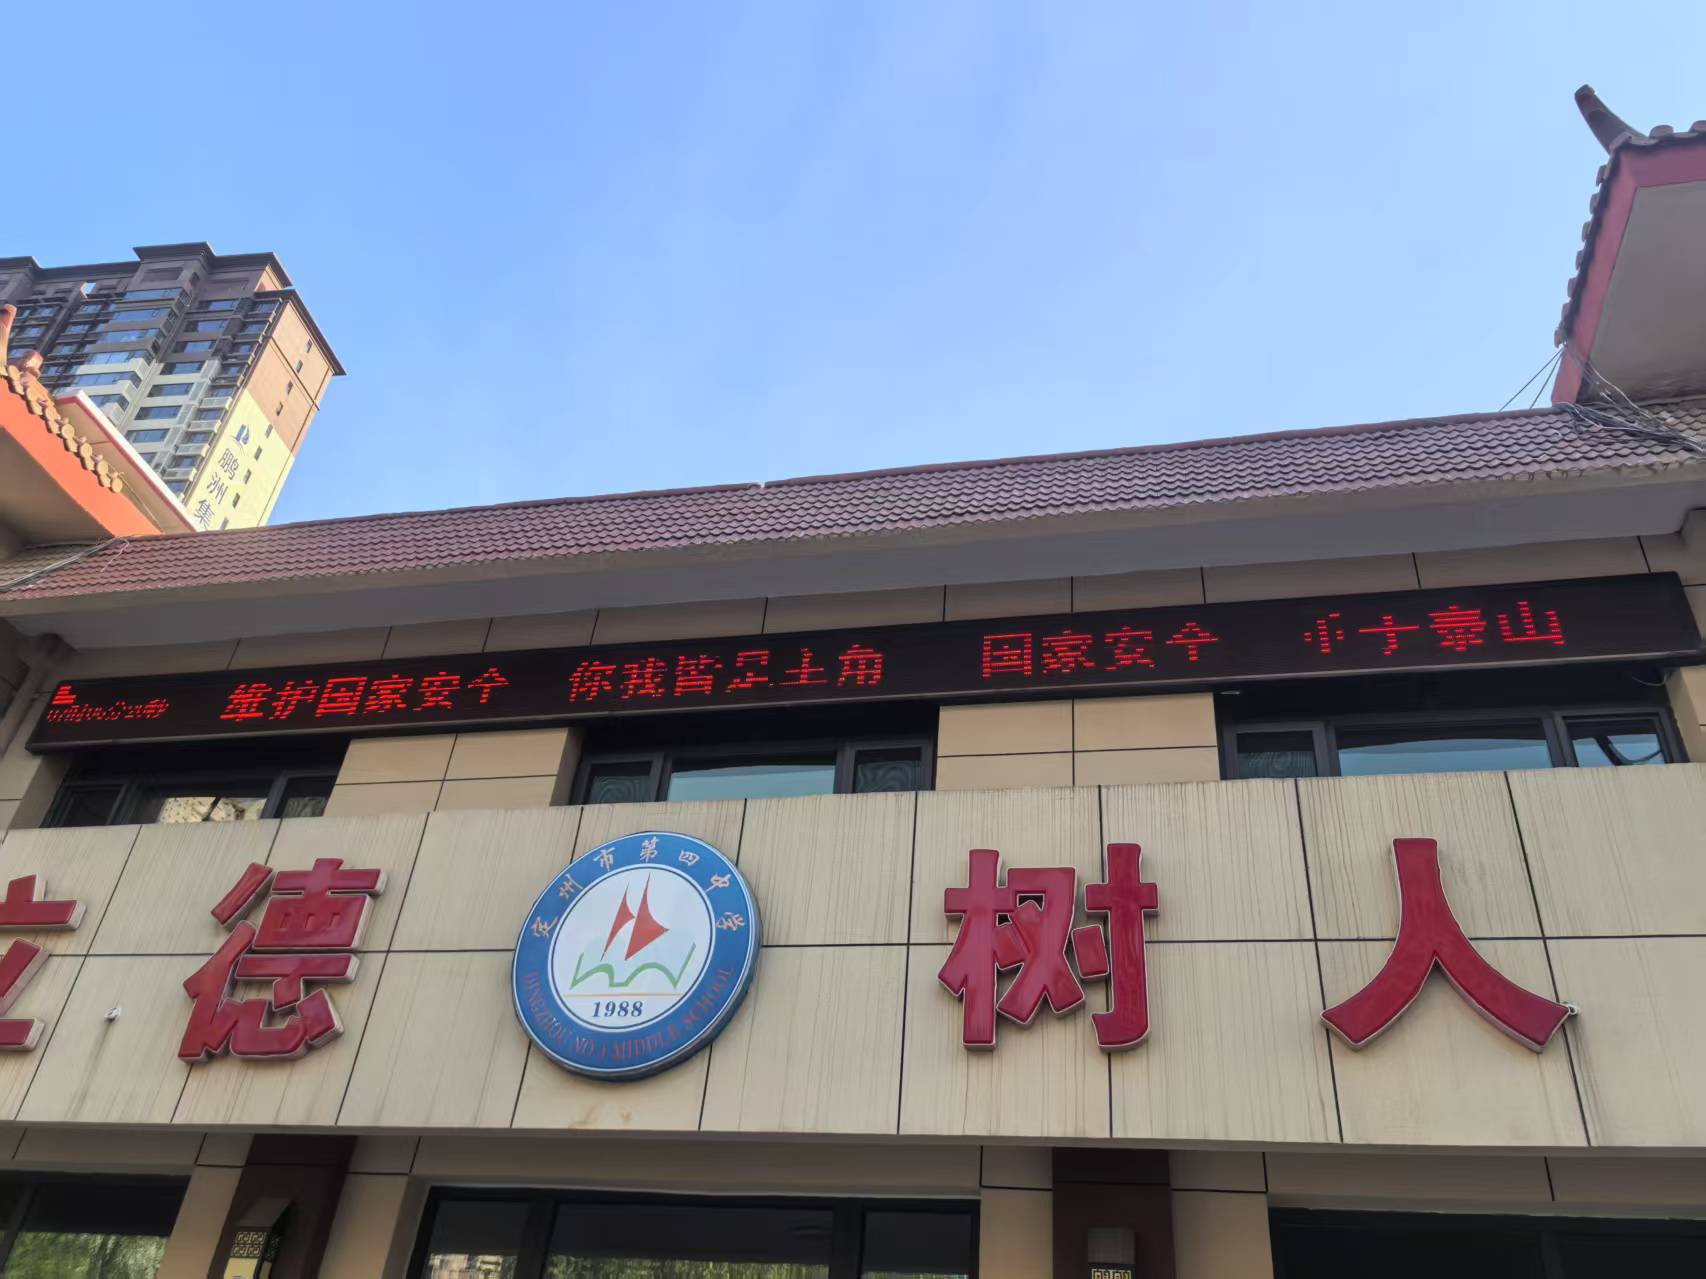 鹏洲集
维护国家安全 你我皆是主角 国家安全 重于泰山
立德 树人
定州市第四中学
1988
DINGZHOU NO.4 MIDDLE SCHOOL